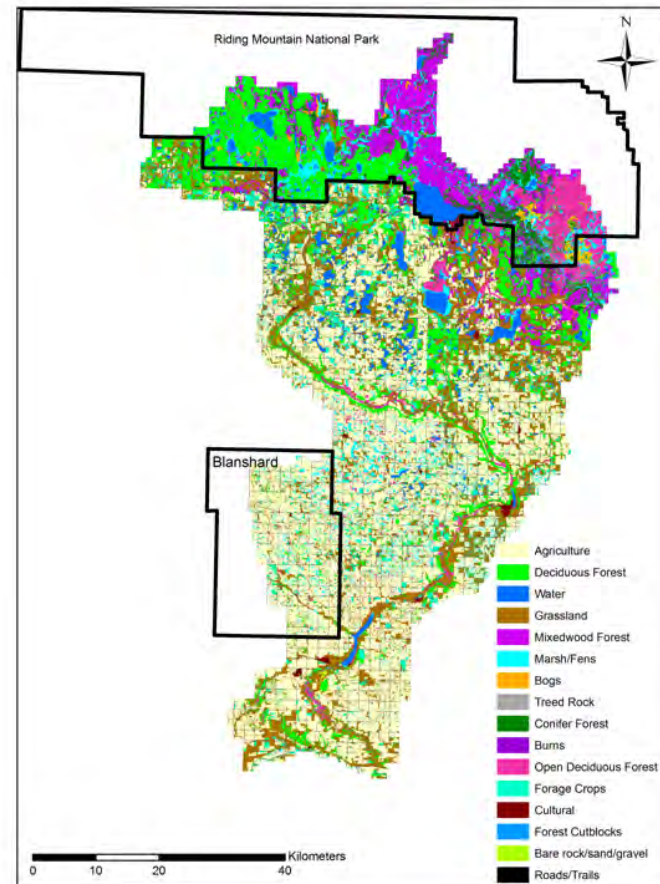 Riding Mountain National Park
N
Blanshard
Agriculture
Deciduous Forest
Water
Grassland
Mixedwood Forest
Marsh/Fens
Bogs
Treed Rock
Conifer Forest
Burns
Open Deciduous Forest
Forage Crops
Cultural
Forest Cutblocks
Bare rock/sand/gravel
Roads/Trails
Kilometers
0 10 20 40